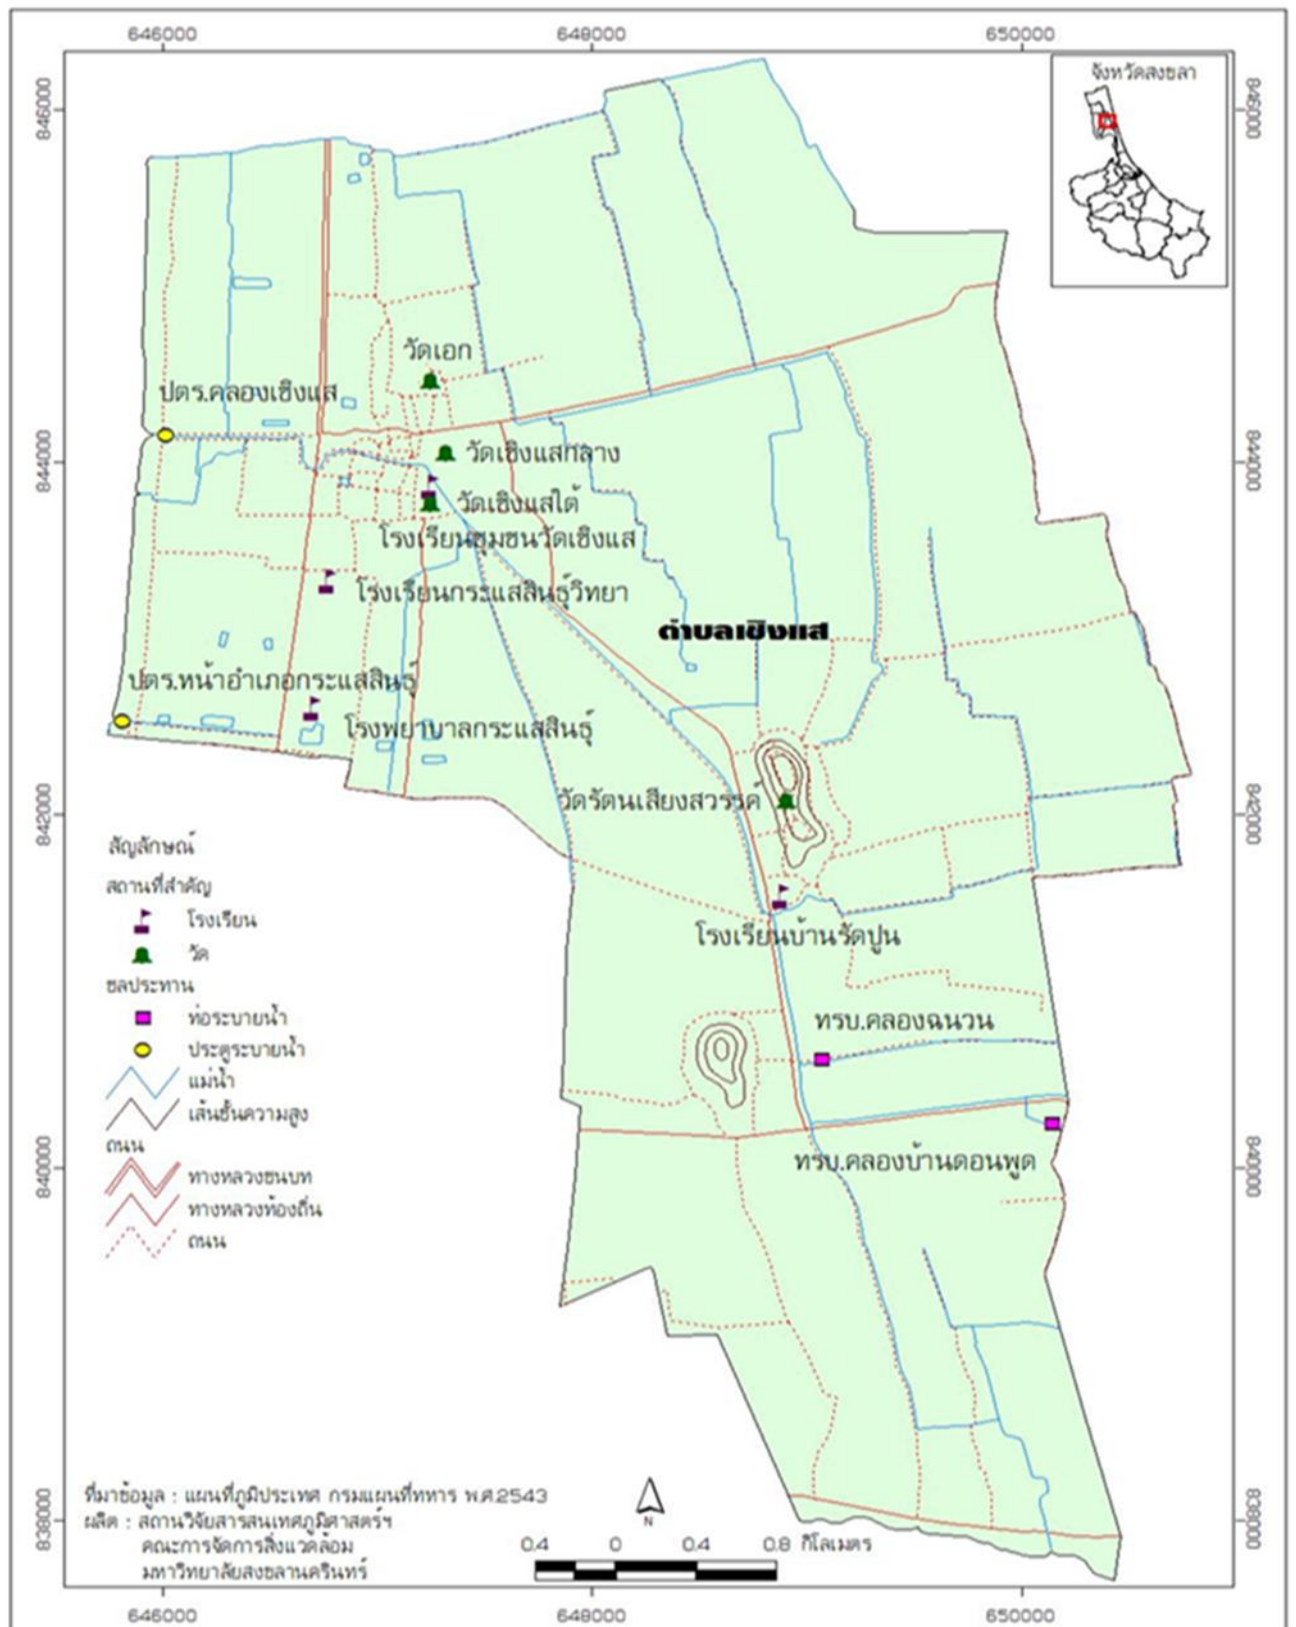 646000
648000
650000
846000
846000
จังหวัดสงขลา
วัดเอก
ปตร.คลองเชิงแส
844000
844000
วัดเชิงแสกลาง
วัดเชิงแสใต้
โรงเรียนชุมชนวัดเชิงแส
โรงเรียนกระแสสินธุ์วิทยา
ตำบลเชิงแส
ปตร.หน้าอำเภอกระแสสินธุ์
โรงพยาบาลกระแสสินธุ์
วัดรัตนเสียงสวรรค์
842000
842000
สัญลักษณ์
สถานที่สำคัญ
โรงเรียน
วัด
ชลประทาน
ท่อระบายน้ำ
ประตูระบายน้ำ
แม่น้ำ
เส้นชั้นความสูง
ถนน
ทางหลวงชนบท
ทางหลวงท้องถิ่น
ถนน
โรงเรียนบ้านรัดปูน
ทรบ.คลองฉนวน
840000
840000
ทรบ.คลองบ้านดอนพูด
ที่มาข้อมูล : แผนที่ภูมิประเทศ กรมแผนที่ทหาร พ.ศ.2543
ผลิต : สถานวิจัยสารสนเทศภูมิศาสตร์ฯ
คณะการจัดการสิ่งแวดล้อม
มหาวิทยาลัยสงขลานครินทร์
N
0.4 0 0.4 0.8 กิโลเมตร
838000
838000
646000
648000
650000